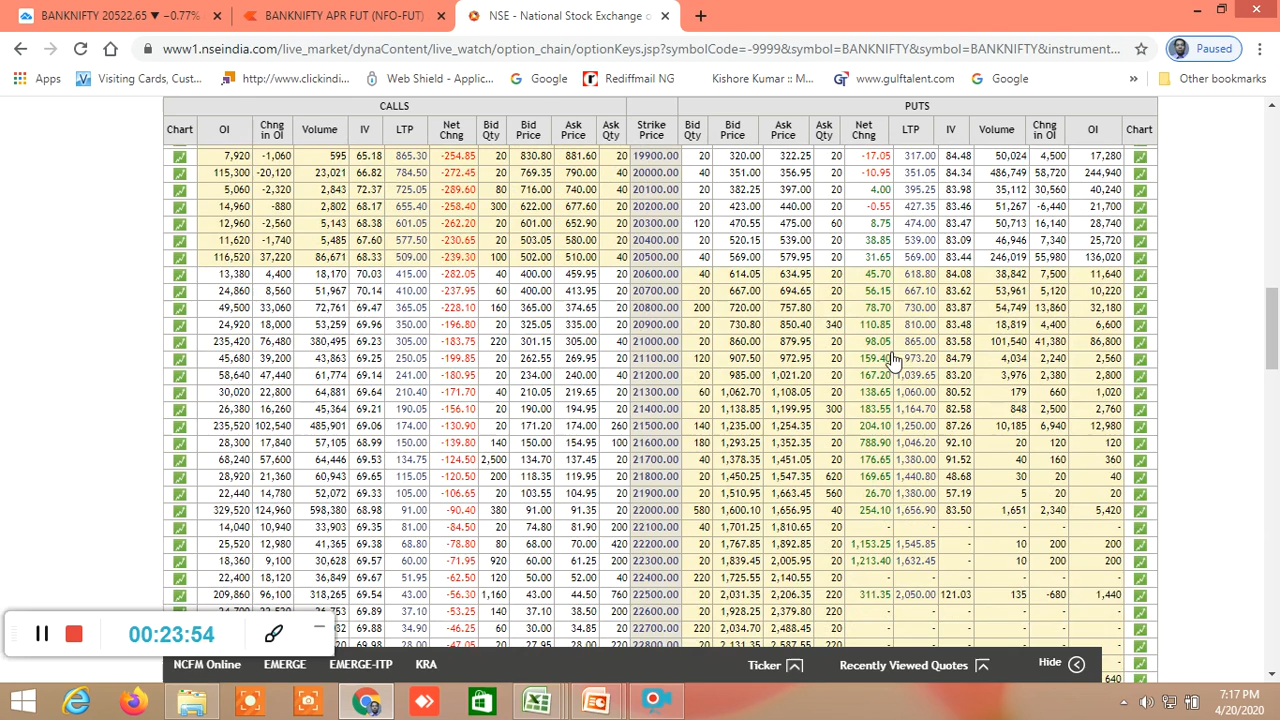 BANKNIFTY 20522.65 ▼ −0.77% BANKNIFTY APR FUT (NFO-FUT) NSE - National Stock Exchange o
www1.nseindia.com/live_market/dynaContent/live_watch/option_chain/optionKeys.jsp?symbolCode=-9999&symbol=BANKNIFTY&symbol=BANKNIFTY&instrument... Paused
Apps Visiting Cards, Cust... http://www.clickindi... Web Shield - Applic... Google Rediffmail NG Kishore Kumar :: M... www.gulftalent.com Google » Other bookmarks
CALLS PUTS
Chart OI Chng in OI Volume IV LTP Net Chng Bid Qty Bid Price Ask Price Ask Qty Strike Price Bid Qty Bid Price Ask Price Ask Qty Net Chng LTP IV Volume Chng in OI OI Chart
7,920 -1,060 595 65.18 865.30 -254.85 20 830.80 881.60 20 19900.00 20 320.00 322.25 20 -17.05 317.00 84.48 50,024 4,500 17,280
115,300 -20,120 23,021 66.82 784.50 -272.45 20 769.35 790.00 40 20000.00 40 351.00 356.95 20 -10.95 351.05 84.34 486,749 58,720 244,940
5,060 -2,320 2,843 72.37 725.05 -289.60 80 716.00 740.00 40 20100.00 20 382.25 397.00 20 4.00 395.25 83.98 35,112 30,560 40,240
14,960 -880 2,802 68.17 655.40 -258.40 300 622.00 677.60 20 20200.00 20 423.00 440.00 20 -0.55 427.35 83.46 51,267 -6,440 21,700
12,960 -2,560 5,143 68.38 601.05 -262.20 20 601.00 652.90 20 20300.00 120 470.55 475.00 60 8.75 474.00 83.47 50,713 16,140 28,740
11,620 -1,740 5,485 67.60 577.50 -230.65 20 503.05 580.00 20 20400.00 20 520.15 539.00 20 38.85 539.00 83.09 46,946 7,340 25,720
116,520 37,220 86,671 68.33 509.00 -239.30 100 502.00 510.00 40 20500.00 40 569.00 579.95 20 31.65 569.00 83.44 246,019 55,980 136,020
13,380 4,400 18,170 70.03 415.00 -282.05 40 400.00 459.95 20 20600.00 40 614.05 634.95 20 45.70 618.80 84.08 38,842 7,500 11,640
24,860 8,560 51,967 70.14 410.00 -237.95 60 400.00 413.95 20 20700.00 20 667.00 694.65 20 56.15 667.10 83.62 53,961 5,120 10,220
49,500 33,060 72,761 69.47 365.05 -228.10 160 365.00 374.65 20 20800.00 200 720.00 757.80 20 78.70 730.00 83.87 54,749 13,860 32,180
24,920 18,000 53,259 69.96 350.00 -196.80 20 325.05 335.00 20 20900.00 20 730.80 850.40 340 110.85 810.00 83.48 18,819 4,400 6,600
235,420 76,480 380,495 69.23 301.95 -183.75 220 301.15 305.00 40 21000.00 20 860.00 879.95 20 98.05 865.00 83.58 101,540 41,380 86,800
45,680 39,200 43,863 69.25 250.05 -199.85 20 262.55 269.95 20 21100.00 120 907.50 972.95 20 159.40 973.20 84.79 4,034 2,240 2,560
58,640 47,440 61,774 69.14 241.00 -180.95 20 234.00 240.00 40 21200.00 20 985.00 1,021.20 20 167.20 1,039.65 83.20 3,976 2,380 2,800
30,020 22,800 64,881 69.64 210.40 -171.70 40 210.05 219.65 20 21300.00 60 1,062.70 1,108.05 20 138.65 1,060.00 80.52 179 660 1,020
26,380 16,260 45,364 69.21 190.05 -156.10 20 190.00 194.95 20 21400.00 20 1,138.85 1,199.95 300 183.55 1,164.70 82.58 848 2,500 2,760
235,520 102,540 485,901 69.06 174.00 -130.90 20 171.20 174.00 260 21500.00 140 1,235.00 1,254.35 20 204.10 1,250.00 87.26 10,185 6,940 12,980
28,300 17,840 57,105 68.99 150.00 -139.80 140 150.00 154.95 100 21600.00 180 1,293.25 1,352.35 20 788.90 1,046.20 92.10 20 120 120
68,240 57,600 64,446 69.53 134.75 -124.50 2,500 134.70 137.45 20 21700.00 40 1,378.35 1,451.05 20 176.65 1,380.00 91.52 40 160 360
28,920 21,360 60,943 69.65 115.05 -120.50 200 118.35 119.95 20 21800.00 20 1,450.25 1,547.45 620 169.65 1,440.80 68.68 30 20 40
22,440 14,780 52,072 69.33 105.00 -106.65 20 103.55 104.95 20 21900.00 20 1,510.95 1,663.45 560 26.70 1,380.00 57.19 5 20 20
329,520 124,960 598,380 68.98 91.00 -90.40 380 91.00 91.35 20 22000.00 580 1,600.10 1,656.95 40 254.10 1,656.90 83.50 1,651 2,340 5,420
14,040 10,940 33,903 69.35 81.00 -84.50 20 74.80 81.90 200 22100.00 40 1,701.25 1,810.65 20 - - - - - -
25,520 12,980 41,365 69.38 68.80 -78.80 80 68.00 70.00 420 22200.00 20 1,767.85 1,892.85 20 1,153.25 1,545.85 - 10 200 200
18,360 9,100 30,628 69.57 60.00 -71.95 920 60.00 61.25 200 22300.00 20 1,839.45 2,005.95 20 1,213.40 1,632.45 - 10 200 200
22,400 18,120 36,849 69.67 51.95 -62.50 120 50.00 52.00 40 22400.00 220 1,725.55 2,140.55 20 - - - - - -
209,860 96,100 318,265 69.54 43.00 -56.30 1,160 43.00 44.50 760 22500.00 20 2,031.35 2,206.35 220 311.35 2,050.00 121.03 135 -680 1,440
69.89 37.10 -53.25 140 37.10 38.50 200 22600.00 20 1,928.25 2,379.80 220 - - - - - -
69.88 34.90 -46.25 60 30.00 34.85 20 22700.00 220 2,034.70 2,488.45 20 - - - - - -
00:23:54
NCFM Online EMERGE EMERGE-ITP KRA Ticker Recently Viewed Quotes Hide
7:17 PM
4/20/2020